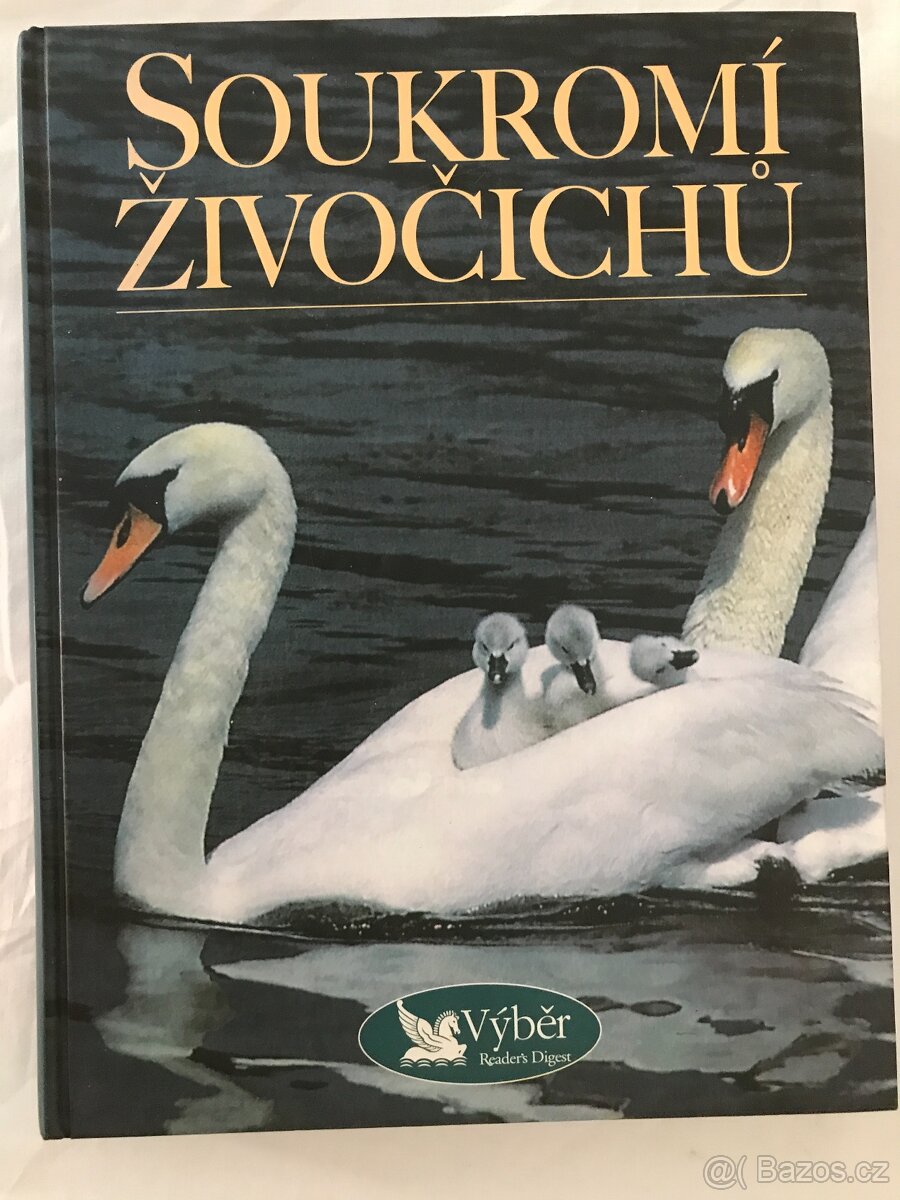 SOUKROMÍ
ŽIVOČICHŮ
Výběr
Reader's Digest
@( Bazos.cz